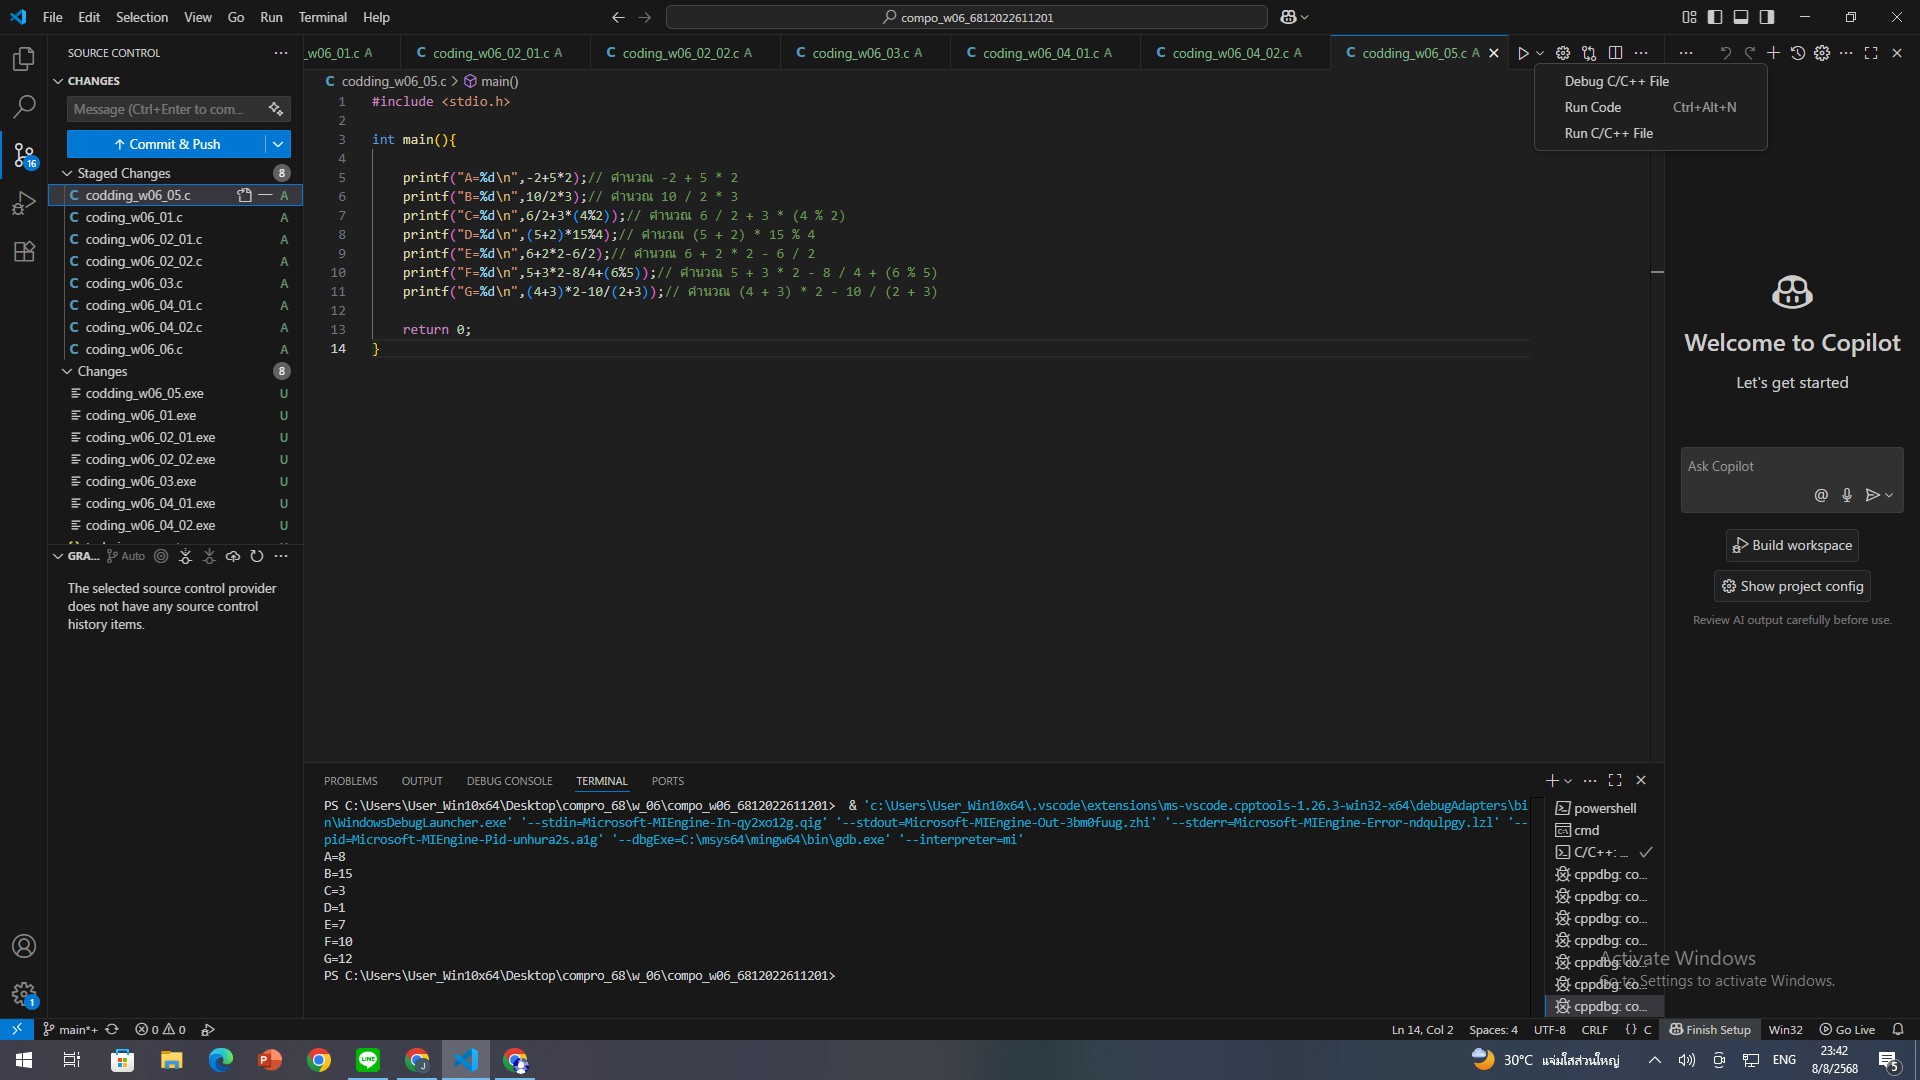 File Edit Selection View Go Run Terminal Help
compo_w06_6812022611201
SOURCE CONTROL
_w06_01.c A
C coding_w06_02_01.c A
C coding_w06_02_02.c A
C coding_w06_03.c A
C coding_w06_04_01.c A
C coding_w06_04_02.c A
C codding_w06_05.c A
Debug C/C++ File
Run Code Ctrl+Alt+N
Run C/C++ File
CHANGES
Message (Ctrl+Enter to com...
Commit & Push
16
Staged Changes 8
C codding_w06_05.c A
C coding_w06_01.c A
C coding_w06_02_01.c A
C coding_w06_02_02.c A
C coding_w06_03.c A
C coding_w06_04_01.c A
C coding_w06_04_02.c A
C coding_w06_06.c A
Changes 8
codding_w06_05.exe U
coding_w06_01.exe U
coding_w06_02_01.exe U
coding_w06_02_02.exe U
coding_w06_03.exe U
coding_w06_04_01.exe U
coding_w06_04_02.exe U
GRA... Auto
The selected source control provider
does not have any source control
history items.
C codding_w06_05.c > main()
1 #include <stdio.h>
2
3 int main(){
4
5 printf("A=%d\n",-2+5*2);// คำนวณ -2 + 5 * 2
6 printf("B=%d\n",10/2*3);// คำนวณ 10 / 2 * 3
7 printf("C=%d\n",6/2+3*(4%2));// คำนวณ 6 / 2 + 3 * (4 % 2)
8 printf("D=%d\n",(5+2)*15%4);// คำนวณ (5 + 2) * 15 % 4
9 printf("E=%d\n",6+2*2-6/2);// คำนวณ 6 + 2 * 2 - 6 / 2
10 printf("F=%d\n",5+3*2-8/4+(6%5));// คำนวณ 5 + 3 * 2 - 8 / 4 + (6 % 5)
11 printf("G=%d\n",(4+3)*2-10/(2+3));// คำนวณ (4 + 3) * 2 - 10 / (2 + 3)
12
13 return 0;
14 }
Welcome to Copilot
Let's get started
Ask Copilot
Build workspace
Show project config
Review AI output carefully before use.
PROBLEMS OUTPUT DEBUG CONSOLE TERMINAL PORTS
PS C:\Users\User_Win10x64\Desktop\compro_68\w_06\compo_w06_6812022611201> & 'c:\Users\User_Win10x64\.vscode\extensions\ms-vscode.cpptools-1.26.3-win32-x64\debugAdapters\bi
n\WindowsDebugLauncher.exe' '--stdin=Microsoft-MIEngine-In-qy2xo12g.qig' '--stdout=Microsoft-MIEngine-Out-3bm0fuug.zhi' '--stderr=Microsoft-MIEngine-Error-ndqulpgy.lzl' '--
pid=Microsoft-MIEngine-Pid-unhura2s.a1g' '--dbgExe=C:\msys64\mingw64\bin\gdb.exe' '--interpreter=mi'
A=8
B=15
C=3
D=1
E=7
F=10
G=12
PS C:\Users\User_Win10x64\Desktop\compro_68\w_06\compo_w06_6812022611201>
powershell
cmd
C/C++: ...
cppdbg: co...
cppdbg: co...
cppdbg: co...
cppdbg: co...
cppdbg: co...
cppdbg: co...
cppdbg: co...
Activate Windows
Go to Settings to activate Windows.
1
main*+ 0 0
Ln 14, Col 2 Spaces: 4 UTF-8 CRLF {} C Finish Setup Win32 Go Live
30°C แจ่มใสส่วนใหญ่ ENG
23:42
8/8/2568
5